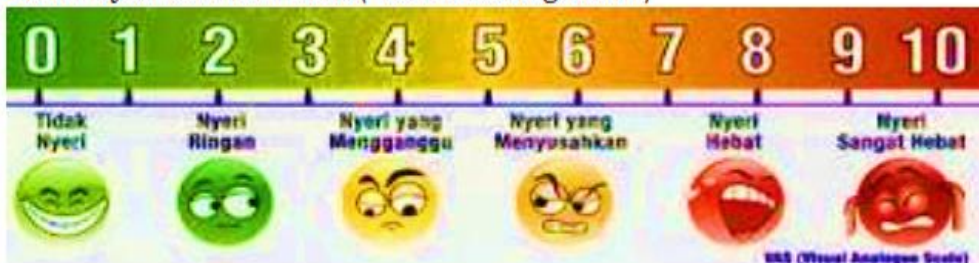 0 1 2 3 4 5 6 7 8 9 10
Tidak Nyeri Nyeri yang Nyeri yang Nyeri Nyeri
Nyeri Ringan Mengganggu Menyusahkan Hebat Sangat Hebat
VAS (Visual Analogue Scale)